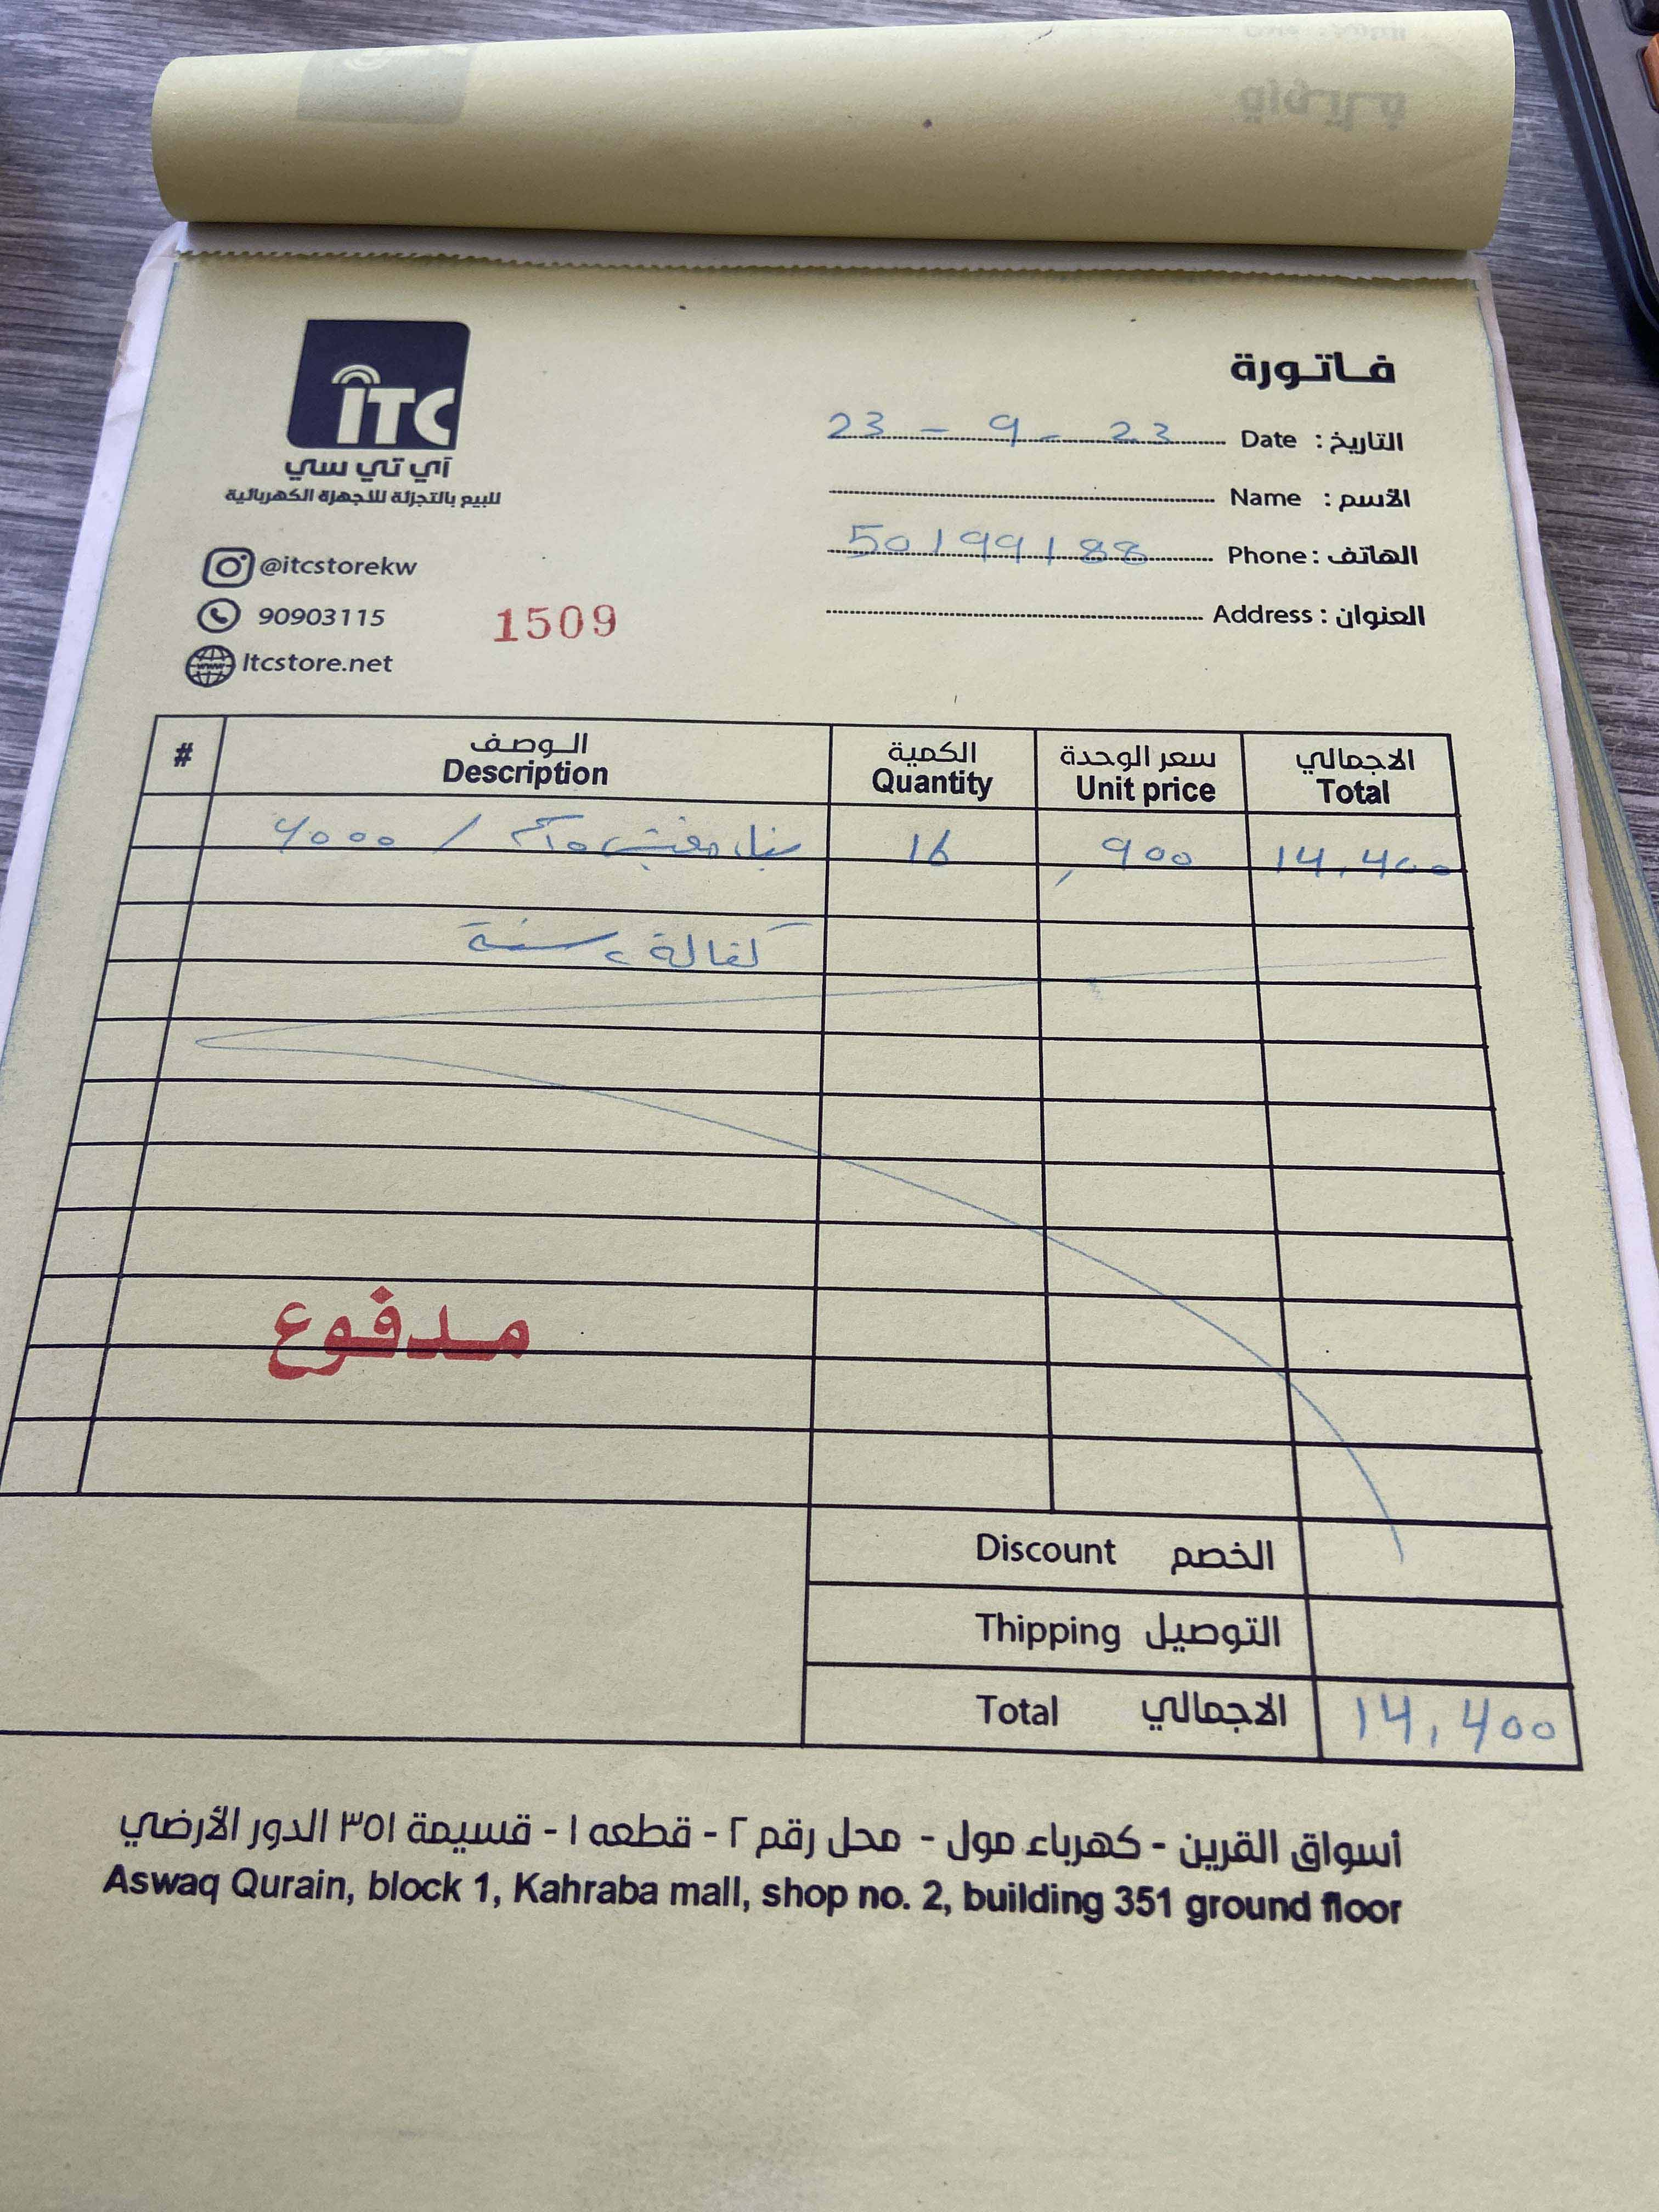 فاتورة
ITC
آي تي سي
للبيع بالتجزئة للأجهزة الكهربائية
@itcstorekw
90903115
www
Itcstore.net
1509
التاريخ : Date 23 - 9 - 23
الأسم : Name
الهاتف : Phone 50199188
العنوان : Address
# الوصف الكمية سعر الوحدة الاجمالي
Description Quantity Unit price Total
4000 / 16 ,900 14,400
كفالة ٢ سنة
مدفوع
Discount الخصم
Thipping التوصيل
Total الاجمالي 14,400
أسواق القرين - كهرباء مول - محل رقم ٢ - قطعه ١ - قسيمة ٣٥١ الدور الأرضي
Aswaq Qurain, block 1, Kahraba mall, shop no. 2, building 351 ground floor